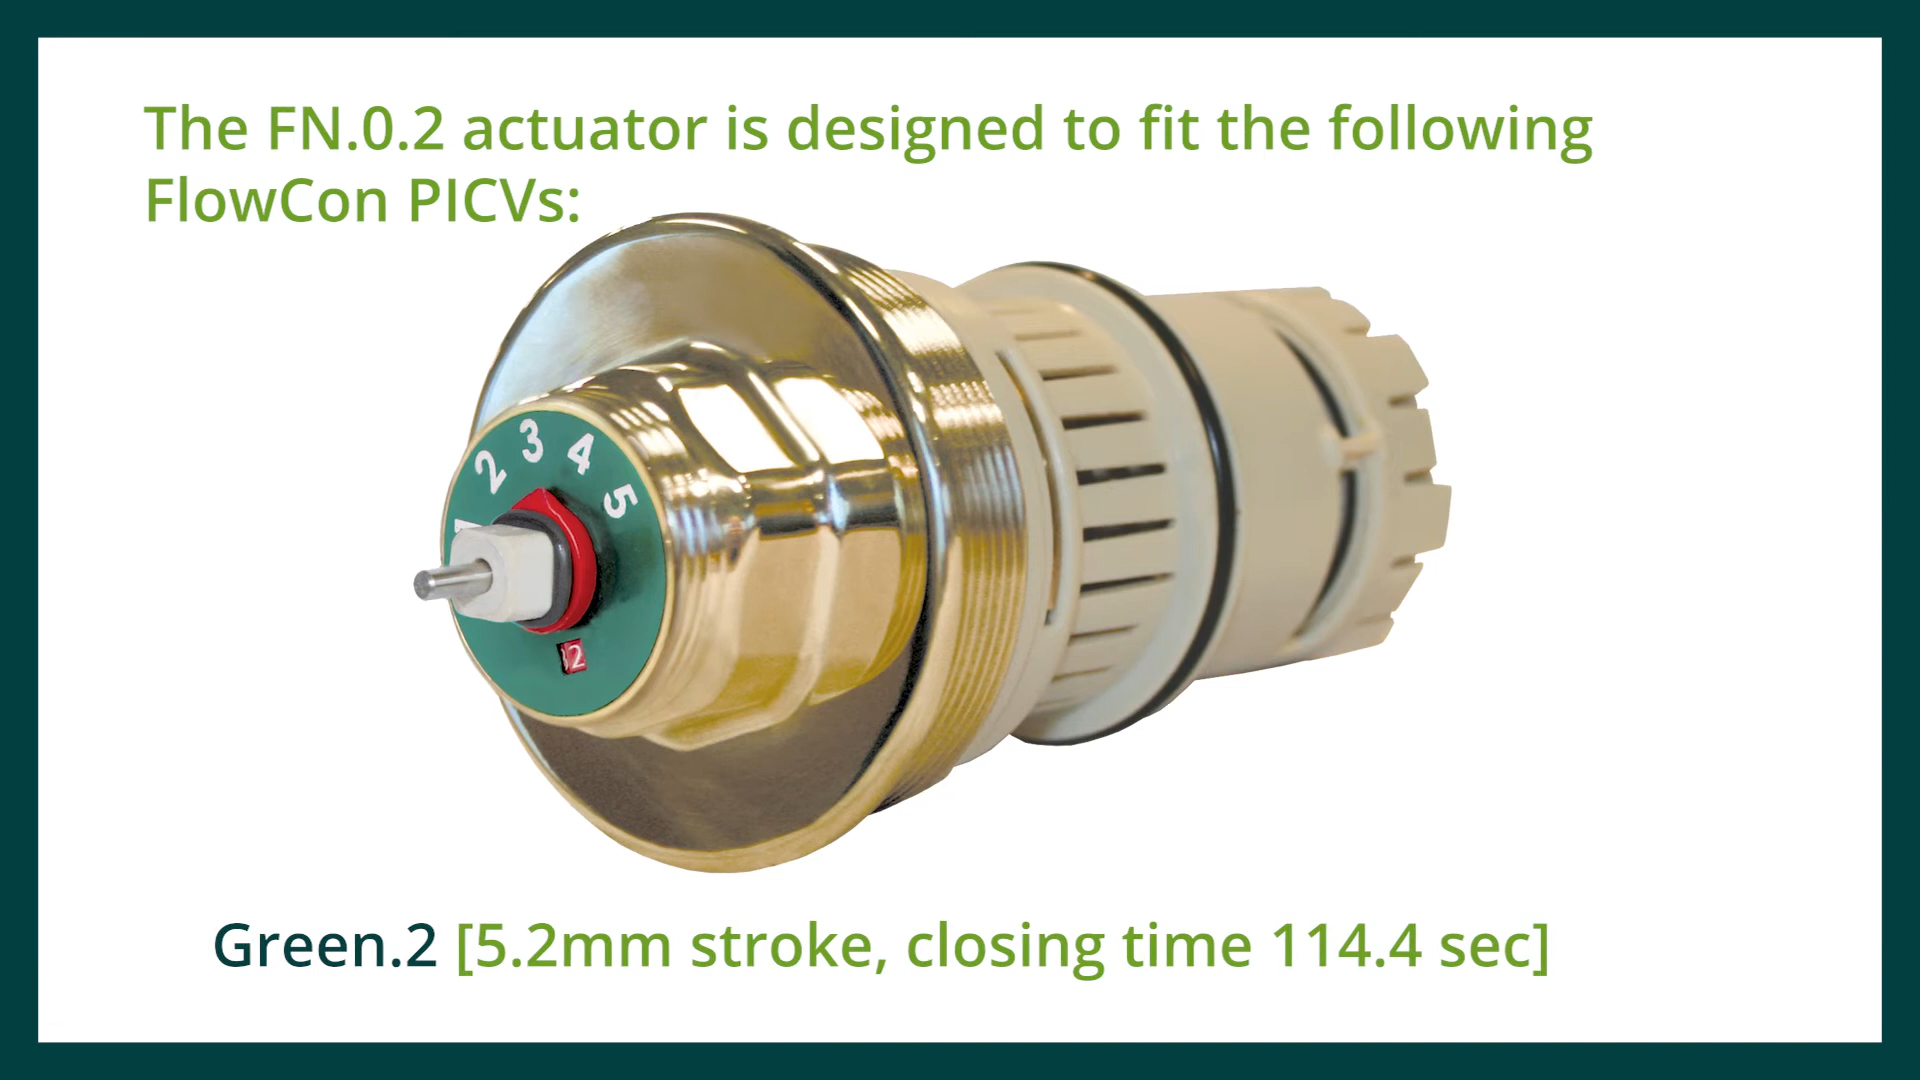 The FN.0.2 actuator is designed to fit the following
FlowCon PICVs:
2 3 4 5
2
Green.2 [5.2mm stroke, closing time 114.4 sec]